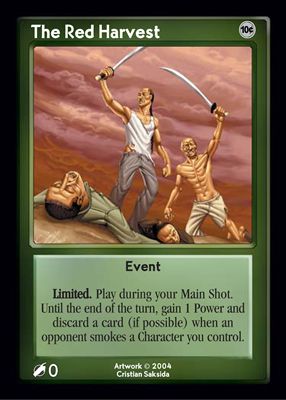 The Red Harvest
10¢
Event
Limited. Play during your Main Shot.
Until the end of the turn, gain 1 Power and
discard a card (if possible) when an
opponent smokes a Character you control.
0
Artwork © 2004
Cristian Saksida